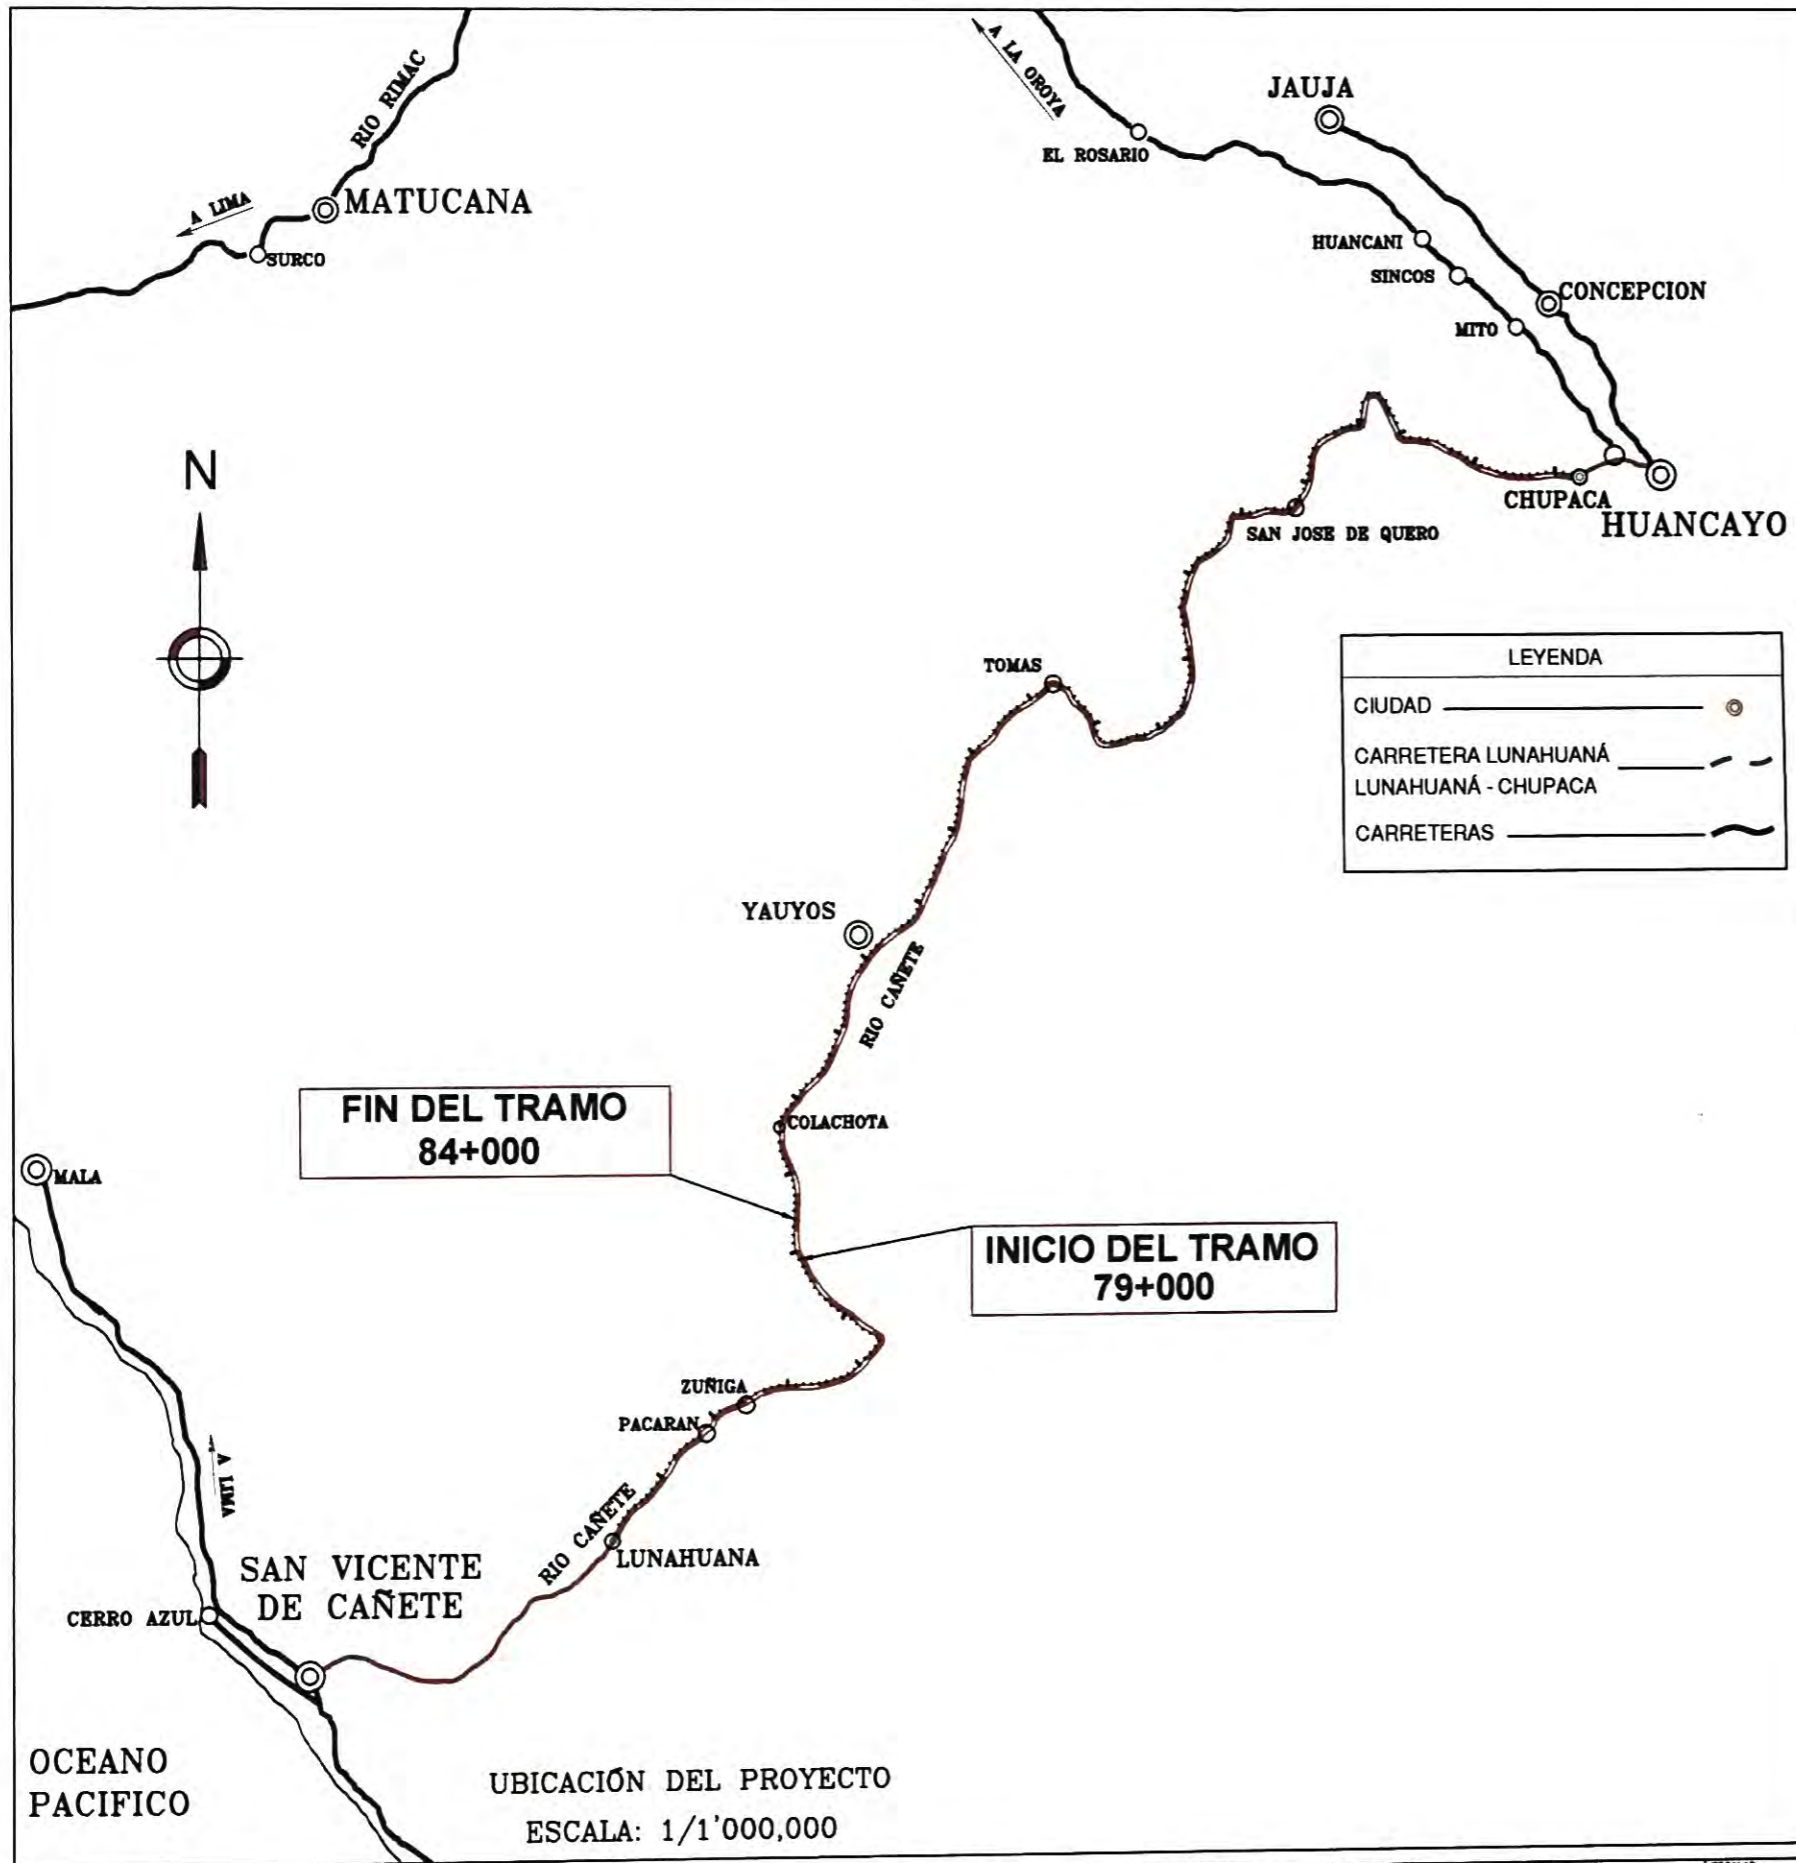 A LA OROYA
JAUJA
RIO RIMAC
EL ROSARIO
MATUCANA
A LIMA
SURCO
HUANCANI
SINCOS
CONCEPCION
MITO
N
CHUPACA
HUANCAYO
SAN JOSE DE QUERO
TOMAS
LEYENDA
CIUDAD
CARRETERA LUNAHUANÁ
LUNAHUANÁ - CHUPACA
CARRETERAS
YAUYOS
RIO CAÑETE
FIN DEL TRAMO
84+000
COLACHOTA
MALA
INICIO DEL TRAMO
79+000
ZUÑIGA
PACARAN
A LIMA
RIO CAÑETE
LUNAHUANA
SAN VICENTE
DE CAÑETE
CERRO AZUL
OCEANO
PACIFICO
UBICACIÓN DEL PROYECTO
ESCALA: 1/1'000,000